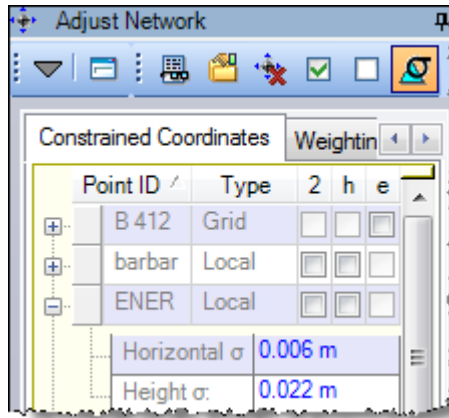 Adjust Network
Constrained Coordinates Weightin
Point ID Type 2 h e
B 412 Grid
barbar Local
ENER Local
Horizontal σ 0.006 m
Height σ: 0.022 m